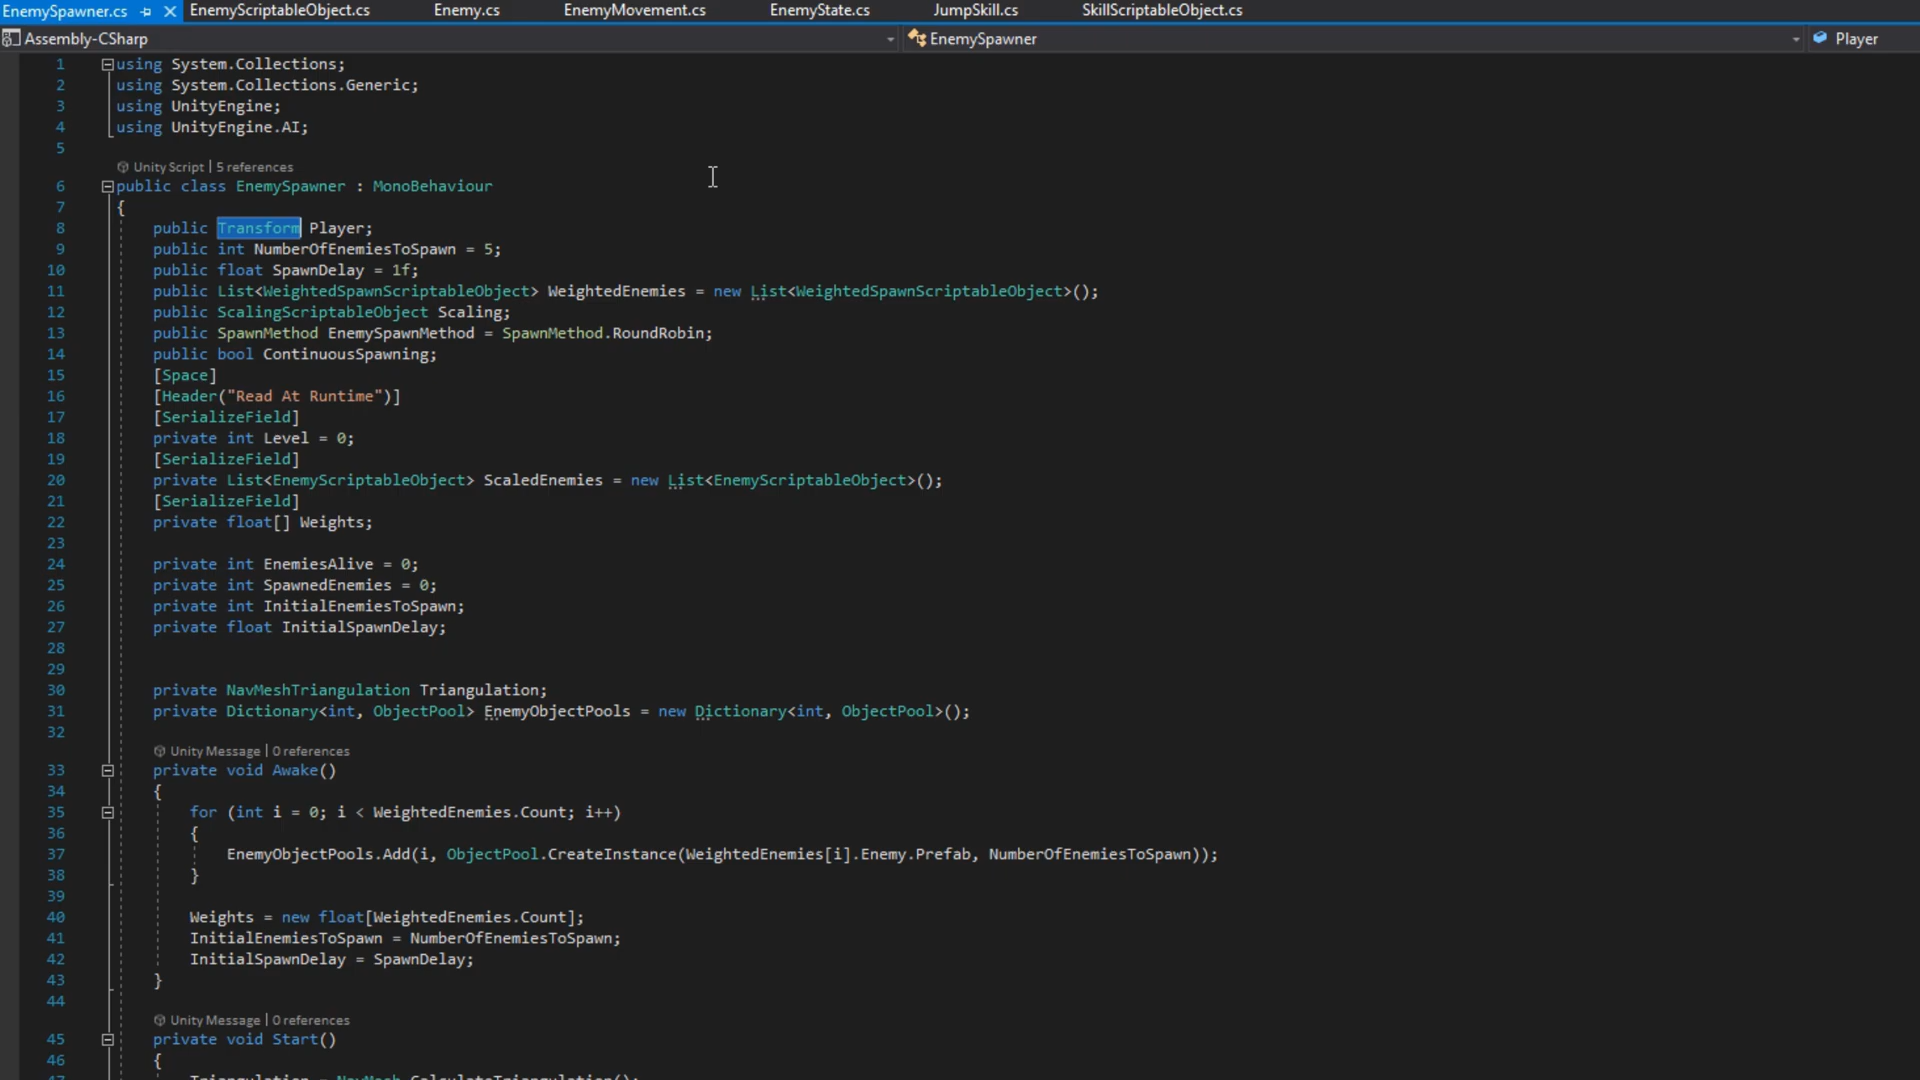 EnemySpawner.cs EnemyScriptableObject.cs Enemy.cs EnemyMovement.cs EnemyState.cs JumpSkill.cs SkillScriptableObject.cs
Assembly-CSharp EnemySpawner Player
1 using System.Collections;
2 using System.Collections.Generic;
3 using UnityEngine;
4 using UnityEngine.AI;
5
Unity Script | 5 references
6 public class EnemySpawner : MonoBehaviour
7 {
8 public Transform Player;
9 public int NumberOfEnemiesToSpawn = 5;
10 public float SpawnDelay = 1f;
11 public List<WeightedSpawnScriptableObject> WeightedEnemies = new List<WeightedSpawnScriptableObject>();
12 public ScalingScriptableObject Scaling;
13 public SpawnMethod EnemySpawnMethod = SpawnMethod.RoundRobin;
14 public bool ContinuousSpawning;
15 [Space]
16 [Header("Read At Runtime")]
17 [SerializeField]
18 private int Level = 0;
19 [SerializeField]
20 private List<EnemyScriptableObject> ScaledEnemies = new List<EnemyScriptableObject>();
21 [SerializeField]
22 private float[] Weights;
23
24 private int EnemiesAlive = 0;
25 private int SpawnedEnemies = 0;
26 private int InitialEnemiesToSpawn;
27 private float InitialSpawnDelay;
28
29
30 private NavMeshTriangulation Triangulation;
31 private Dictionary<int, ObjectPool> EnemyObjectPools = new Dictionary<int, ObjectPool>();
32
Unity Message | 0 references
33 private void Awake()
34 {
35 for (int i = 0; i < WeightedEnemies.Count; i++)
36 {
37 EnemyObjectPools.Add(i, ObjectPool.CreateInstance(WeightedEnemies[i].Enemy.Prefab, NumberOfEnemiesToSpawn));
38 }
39
40 Weights = new float[WeightedEnemies.Count];
41 InitialEnemiesToSpawn = NumberOfEnemiesToSpawn;
42 InitialSpawnDelay = SpawnDelay;
43 }
44
Unity Message | 0 references
45 private void Start()
46 {
47 Triangulation = NavMesh.CalculateTriangulation();